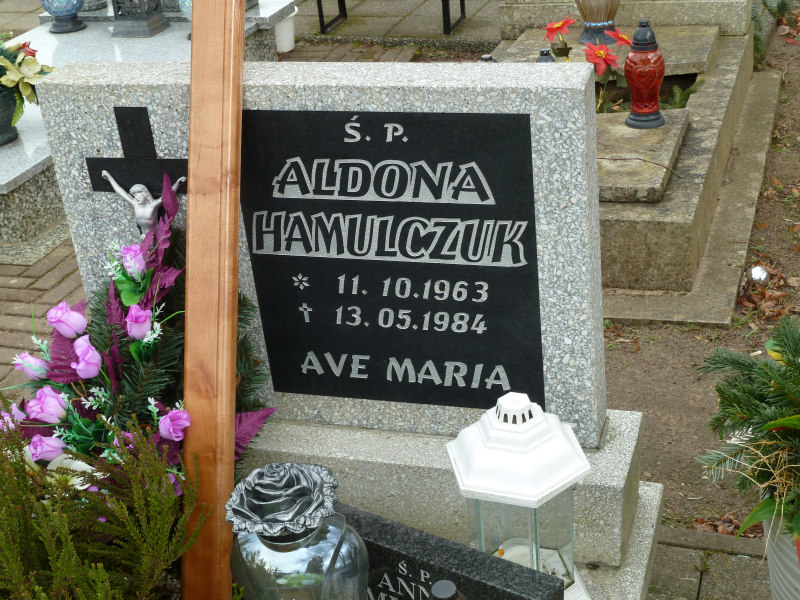 Ś. P.
ALDONA
HAMULCZUK
* 11. 10.1963
† 13.05.1984
AVE MARIA
Ś. P.